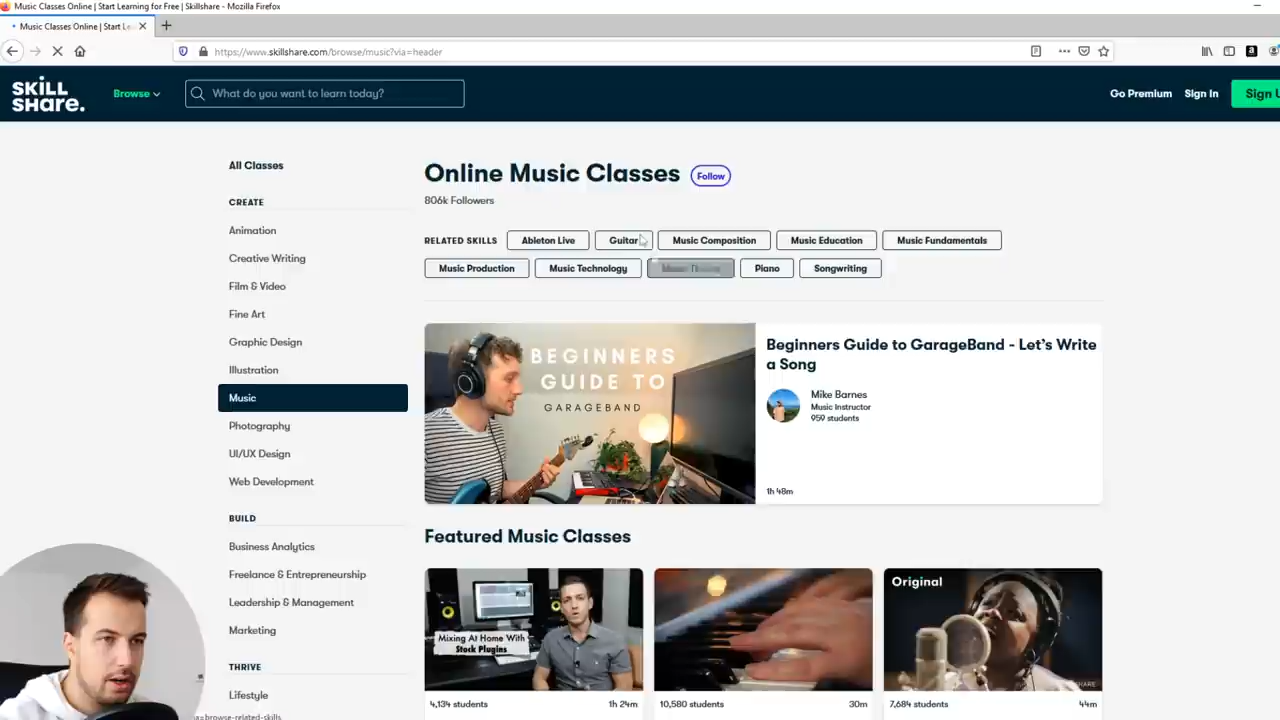 Music Classes Online | Start Learning for Free | Skillshare - Mozilla Firefox
Music Classes Online | Start Le
https://www.skillshare.com/browse/music?via=header
SKILL
SHARE.
Browse
What do you want to learn today?
Go Premium
Sign In
Sign U
All Classes
CREATE
Animation
Creative Writing
Film & Video
Fine Art
Graphic Design
Illustration
Music
Photography
UI/UX Design
Web Development
BUILD
Business Analytics
Freelance & Entrepreneurship
Leadership & Management
Marketing
THRIVE
Lifestyle
=browse-related-skills
Online Music Classes
Follow
806k Followers
RELATED SKILLS
Ableton Live
Guitar
Music Composition
Music Education
Music Fundamentals
Music Production
Music Technology
Piano
Songwriting
BEGINNERS
GUIDE TO
GARAGEBAND
Beginners Guide to GarageBand - Let's Write
a Song
Mike Barnes
Music Instructor
959 students
1h 48m
Featured Music Classes
Mixing At Home With
Stock Plugins
Original
4,134 students
1h 24m
10,580 students
30m
7,684 students
44m